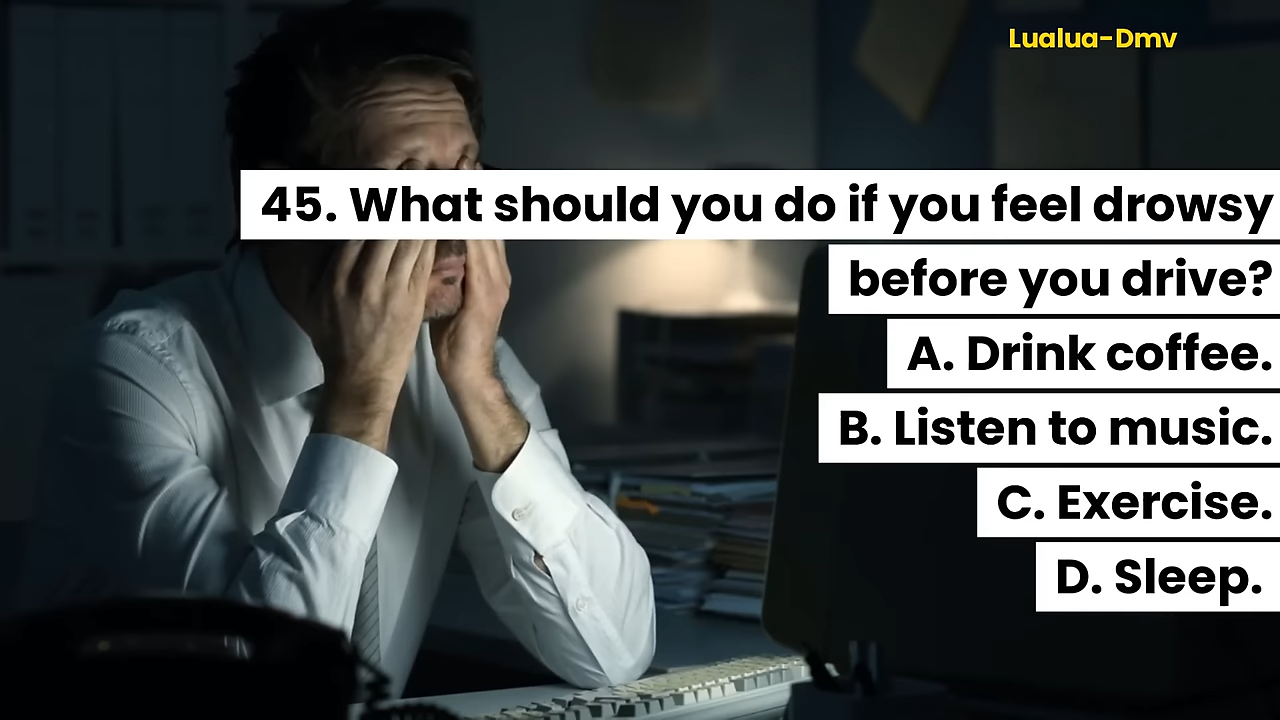 Lualua-Dmv
45. What should you do if you feel drowsy
before you drive?
A. Drink coffee.
B. Listen to music.
C. Exercise.
D. Sleep.